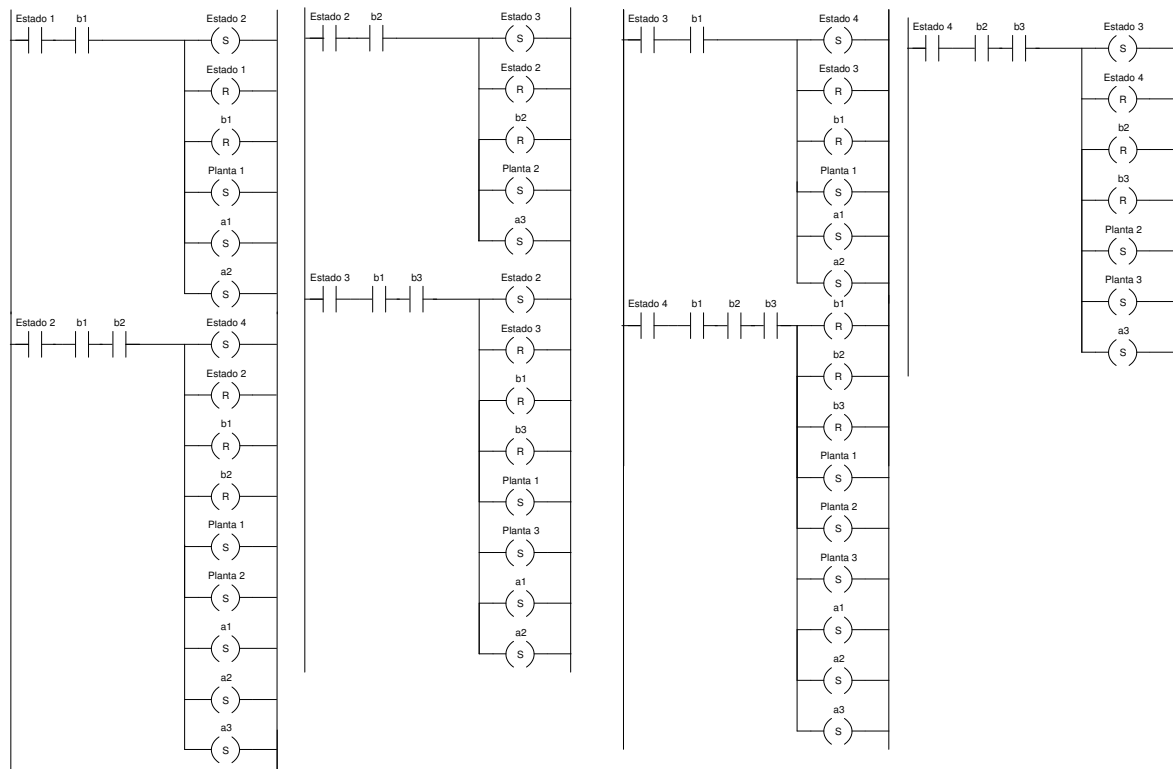 Estado 1 b1 Estado 2
S
Estado 1
R
b1
R
Planta 1
S
a1
S
a2
S
Estado 2 b1 b2 Estado 4
S
Estado 2
R
b1
R
b2
R
Planta 1
S
Planta 2
S
a1
S
a2
S
a3
S
Estado 2 b2 Estado 3
S
Estado 2
R
b2
R
Planta 2
S
a3
S
Estado 3 b1 b3 Estado 2
S
Estado 3
R
b1
R
b3
R
Planta 1
S
Planta 3
S
a1
S
a2
S
Estado 3 b1 Estado 4
S
Estado 3
R
b1
R
Planta 1
S
a1
S
a2
S
Estado 4 b1 b2 b3 b1
R
b2
R
b3
R
Planta 1
S
Planta 2
S
Planta 3
S
a1
S
a2
S
a3
S
Estado 4 b2 b3 Estado 3
S
Estado 4
R
b2
R
b3
R
Planta 2
S
Planta 3
S
a3
S